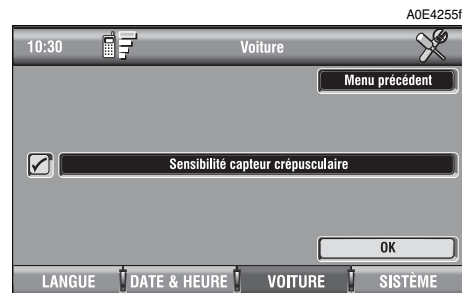 A0E4255f
10:30 Voiture
Menu précédent
Sensibilité capteur crépusculaire
OK
LANGUE DATE & HEURE VOITURE SISTÈME